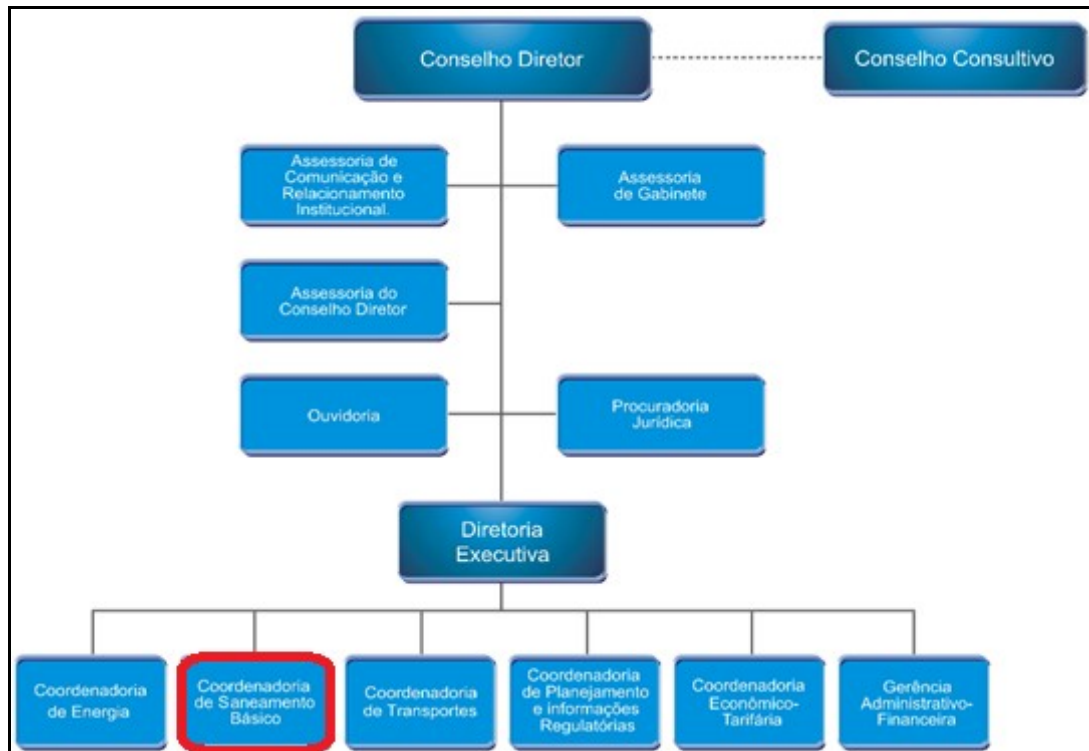 Conselho Diretor
Conselho Consultivo
Assessoria de
Comunicação e
Relacionamento
Institucional.
Assessoria
de Gabinete
Assessoria do
Conselho Diretor
Ouvidoria
Procuradoria
Jurídica
Diretoria
Executiva
Coordenadoria
de Energia
Coordenadoria
de Saneamento
Básico
Coordenadoria
de Transportes
Coordenadoria
de Planejamento
e informações
Regulatórias
Coordenadoria
Econômico-
Tarifária
Gerência
Administrativo-
Financeira